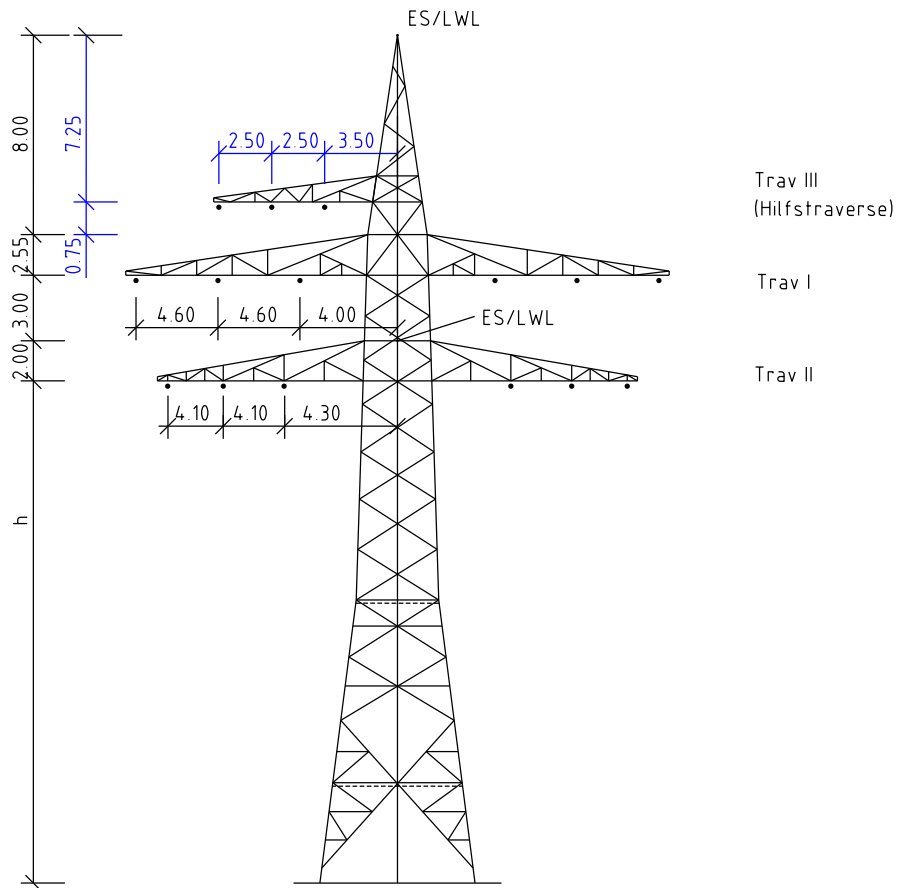 ES/LWL
8.00
7.25
2.50 2.50 3.50
Trav III
(Hilfstraverse)
2.55
0.75
Trav I
3.00
4.60 4.60 4.00
ES/LWL
2.00
Trav II
4.10 4.10 4.30
h